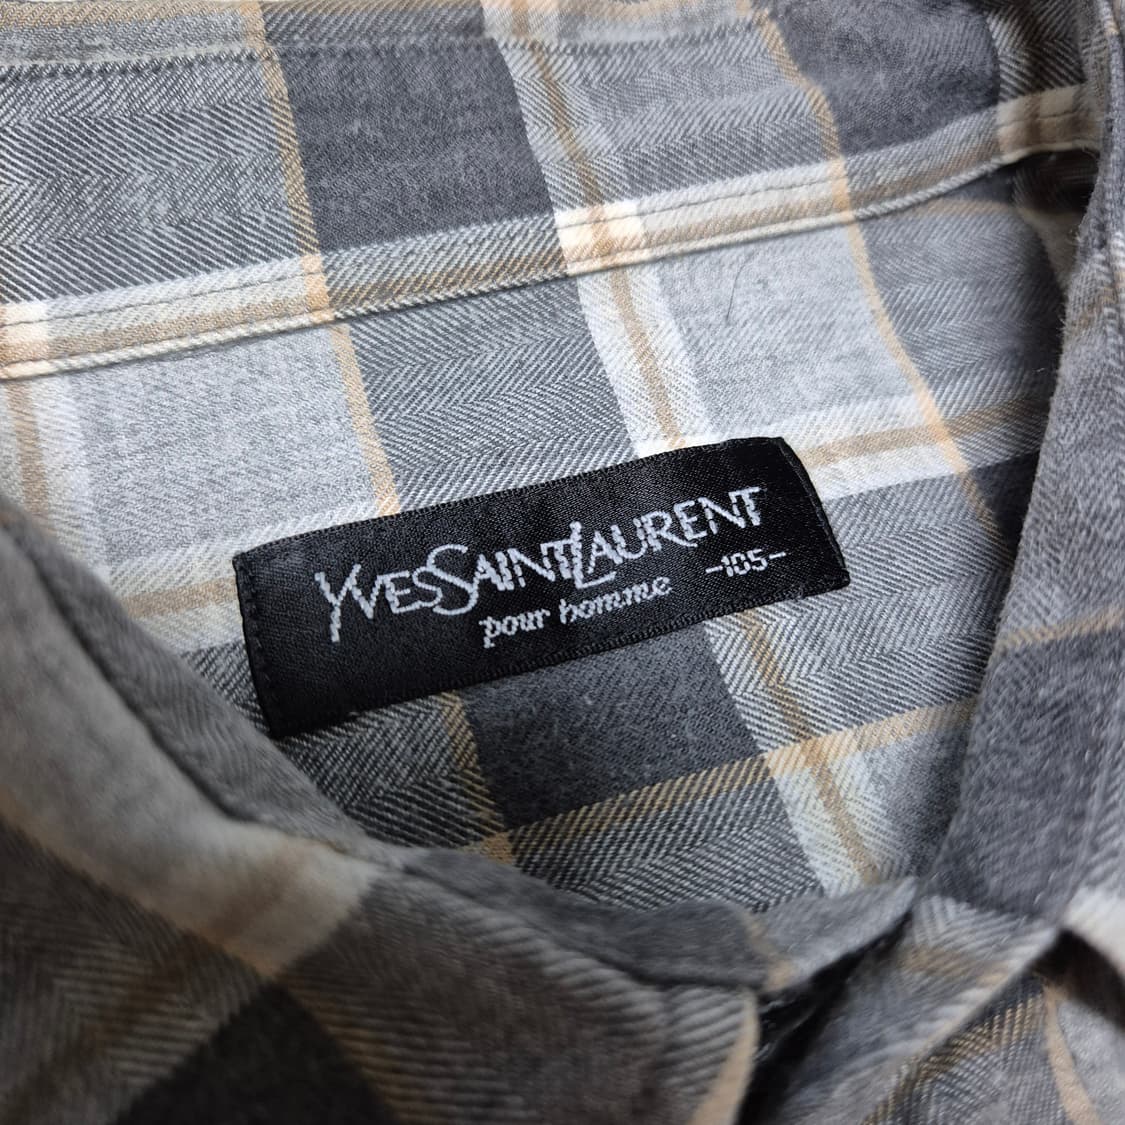 YVESSAINTLAURENT
pour homme -105-